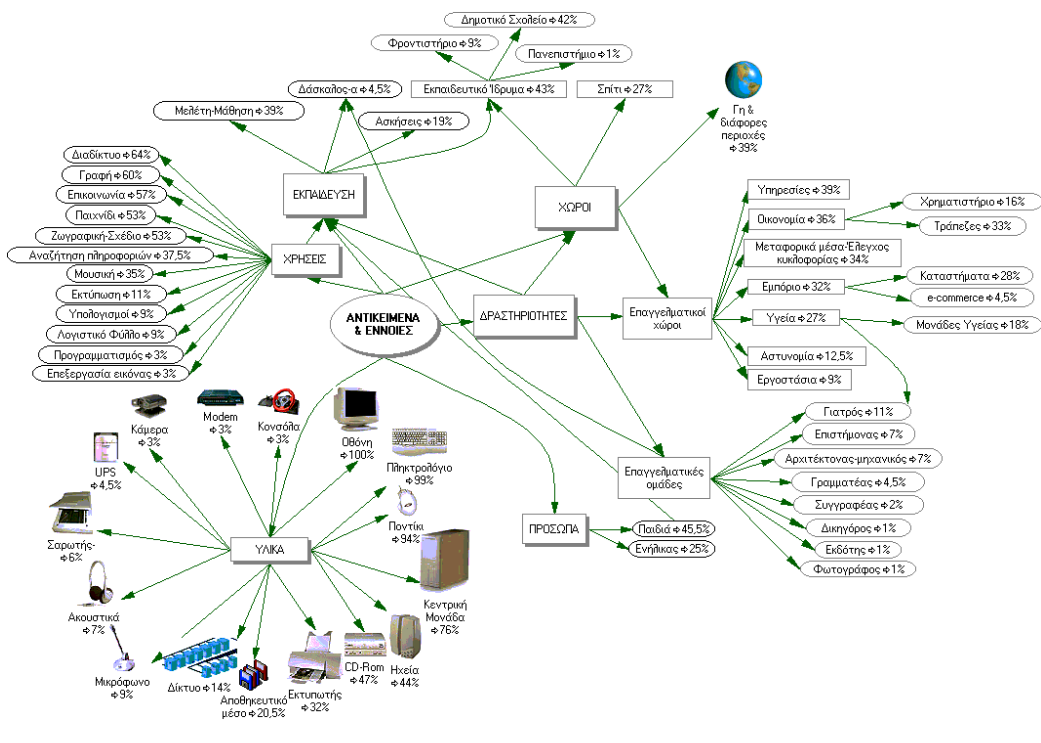 Δημοτικό Σχολείο ➩ 42%
Φροντιστήριο ➩ 9%
Πανεπιστήμιο ➩ 1%
Δάσκαλος-α ➩ 4,5%
Εκπαιδευτικό Ίδρυμα ➩ 43%
Σπίτι ➩ 27%
Μελέτη-Μάθηση ➩ 39%
Ασκήσεις ➩ 19%
Γη &
διάφορες
περιοχές
➩ 39%
Διαδίκτυο ➩ 64%
Γραφή ➩ 60%
Επικοινωνία ➩ 57%
Παιχνίδι ➩ 53%
Ζωγραφική-Σχέδιο ➩ 53%
Αναζήτηση πληροφοριών ➩ 37,5%
Μουσική ➩ 35%
Εκτύπωση ➩ 11%
Υπολογισμοί ➩ 9%
Λογιστικό Φύλλο ➩ 9%
Προγραμματισμός ➩ 3%
Επεξεργασία εικόνας ➩ 3%
ΕΚΠΑΙΔΕΥΣΗ
ΧΡΗΣΕΙΣ
ΧΩΡΟΙ
ΑΝΤΙΚΕΙΜΕΝΑ
& ΕΝΝΟΙΕΣ
ΔΡΑΣΤΗΡΙΟΤΗΤΕΣ
Επαγγελματικοί
χώροι
Υπηρεσίες ➩ 39%
Οικονομία ➩ 36%
Χρηματιστήριο ➩ 16%
Τράπεζες ➩ 33%
Μεταφορικά μέσα-Έλεγχος
κυκλοφορίας ➩ 34%
Εμπόριο ➩ 32%
Καταστήματα ➩ 28%
e-commerce ➩ 4,5%
Υγεία ➩ 27%
Μονάδες Υγείας ➩ 18%
Αστυνομία ➩ 12,5%
Εργοστάσια ➩ 9%
Επαγγελματικές
ομάδες
Γιατρός ➩ 11%
Επιστήμονας ➩ 7%
Αρχιτέκτονας-μηχανικός ➩ 7%
Γραμματέας ➩ 4,5%
Συγγραφέας ➩ 2%
Δικηγόρος ➩ 1%
Εκδότης ➩ 1%
Φωτογράφος ➩ 1%
ΠΡΟΣΩΠΑ
Παιδιά ➩ 45,5%
Ενήλικας ➩ 25%
ΥΛΙΚΑ
Κάμερα
➩ 3%
Modem
➩ 3%
Κονσόλα
➩ 3%
Οθόνη
➩ 100%
Πληκτρολόγιο
➩ 99%
Ποντίκι
➩ 94%
Κεντρική
Μονάδα
➩ 76%
Ηχεία
➩ 44%
CD-Rom
➩ 47%
Εκτυπωτής
➩ 32%
Αποθηκευτικό
μέσο ➩ 20,5%
Δίκτυο ➩ 14%
Μικρόφωνο
➩ 9%
Ακουστικά
➩ 7%
Σαρωτής-
➩ 6%
UPS
➩ 4,5%